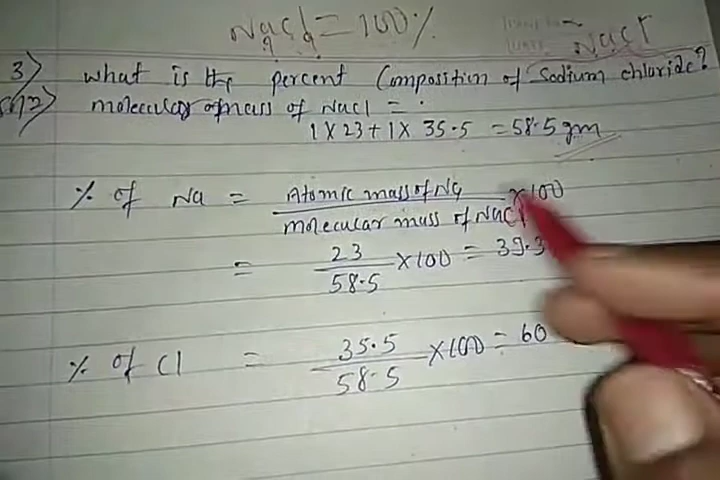 Nacl = 100%
Nacl
3) what is the percent Composition of Sodium chloride?
molecular mass of Nacl = .
1 X 23 + 1 X 35.5 = 58.5 gm
% of Na = Atomic mass of Na / molecular mass of NaCl X 100
= 23 / 58.5 X 100 = 39.3
% of Cl = 35.5 / 58.5 X 100 = 60